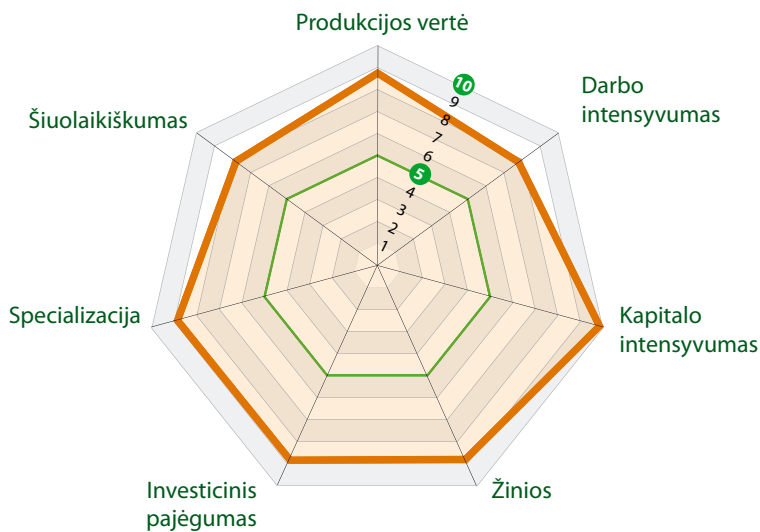 Produkcijos vertė
Darbo
intensyvumas
Kapitalo
intensyvumas
Žinios
Investicinis
pajėgumas
Specializacija
Šiuolaikiškumas
10
9
8
7
6
5
4
3
2
1